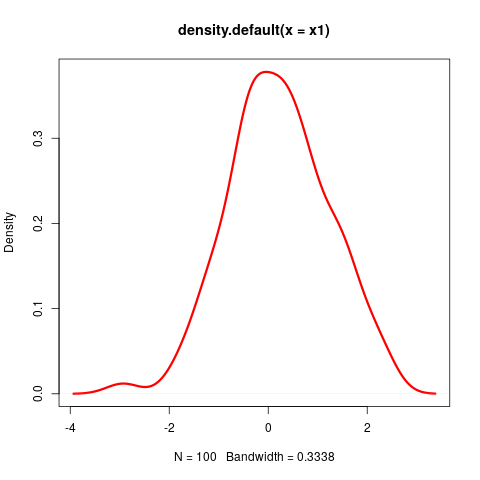 density.default(x = x1)
Density
0.3
0.2
0.1
0.0
-4
-2
0
2
N = 100   Bandwidth = 0.3338